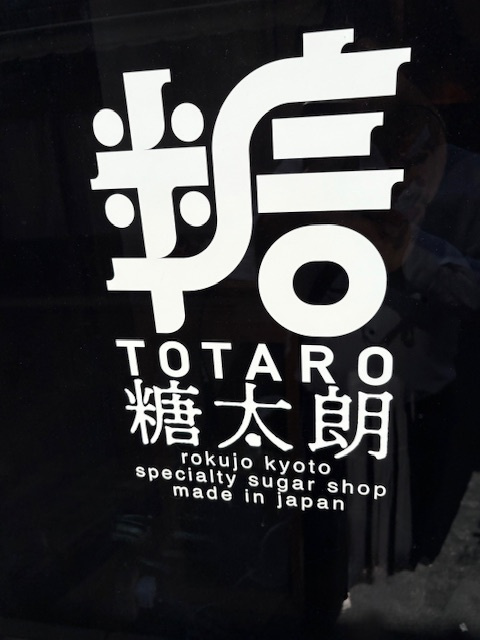 糖
TOTARO
糖太朗
rokujo kyoto
specialty sugar shop
made in japan